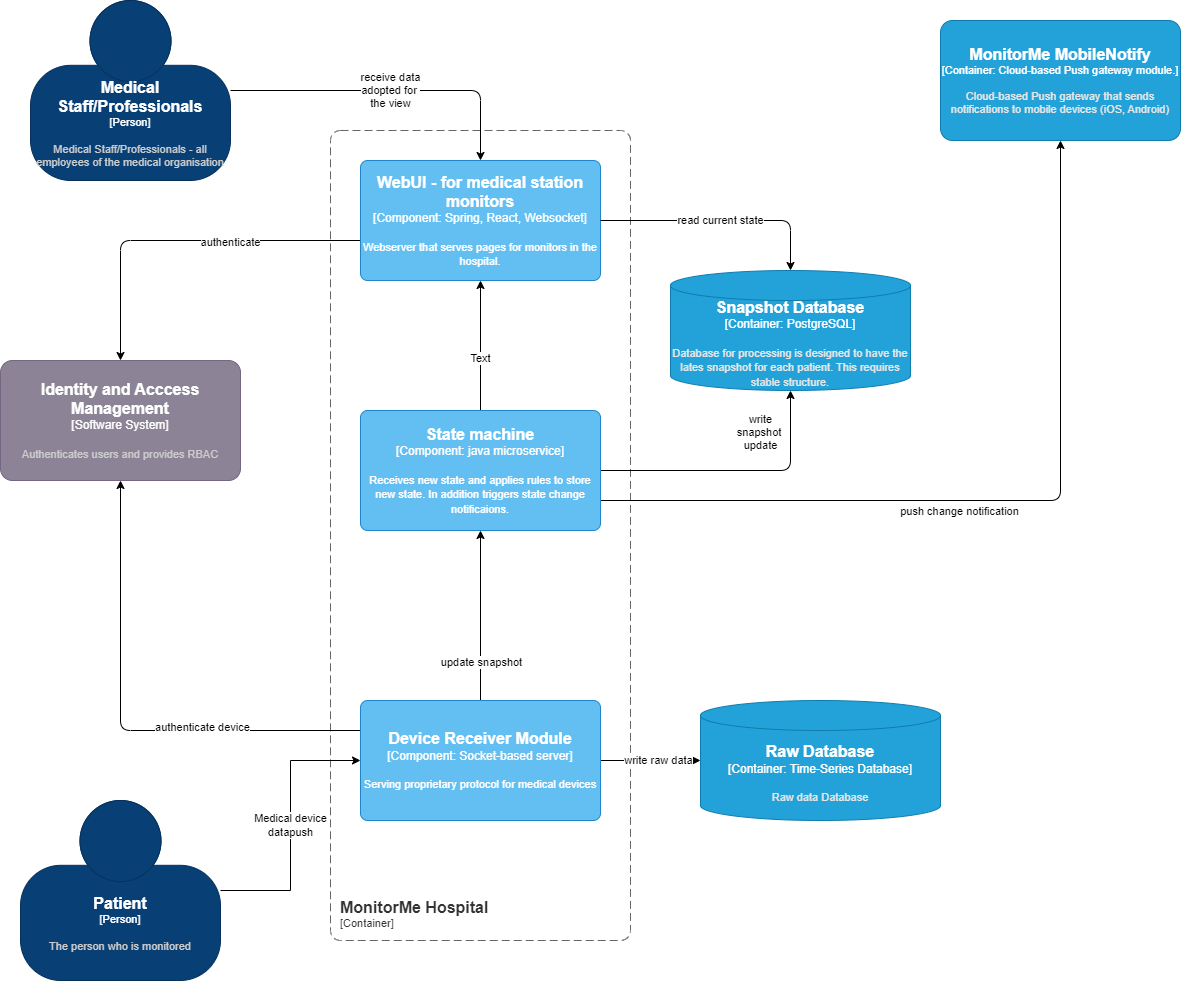 Medical
Staff/Professionals
[Person]
Medical Staff/Professionals - all
employees of the medical organisation
receive data
adopted for
the view
MonitorMe MobileNotify
[Container: Cloud-based Push gateway module.]
Cloud-based Push gateway that sends
notifications to mobile devices (iOS, Android)
WebUI - for medical station
monitors
[Component: Spring, React, Websocket]
Webserver that serves pages for monitors in the
hospital.
read current state
authenticate
Snapshot Database
[Container: PostgreSQL]
Database for processing is designed to have the
lates snapshot for each patient. This requires
stable structure.
Text
Identity and Acccess
Management
[Software System]
Authenticates users and provides RBAC
State machine
[Component: java microservice]
Receives new state and applies rules to store
new state. In addition triggers state change
notificaions.
write
snapshot
update
push change notification
update snapshot
authenticate device
Device Receiver Module
[Component: Socket-based server]
Serving proprietary protocol for medical devices
write raw data
Raw Database
[Container: Time-Series Database]
Raw data Database
Medical device
datapush
Patient
[Person]
The person who is monitored
MonitorMe Hospital
[Container]